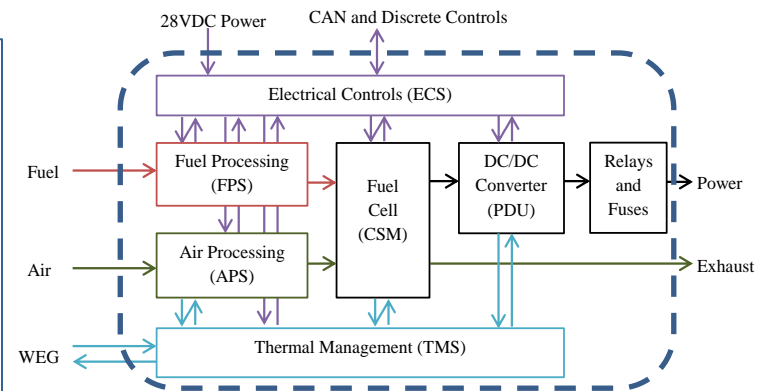 28VDC Power
CAN and Discrete Controls
Electrical Controls (ECS)
Fuel
Fuel Processing
(FPS)
Fuel
Cell
(CSM)
DC/DC
Converter
(PDU)
Relays
and
Fuses
Power
Air
Air Processing
(APS)
Exhaust
WEG
Thermal Management (TMS)